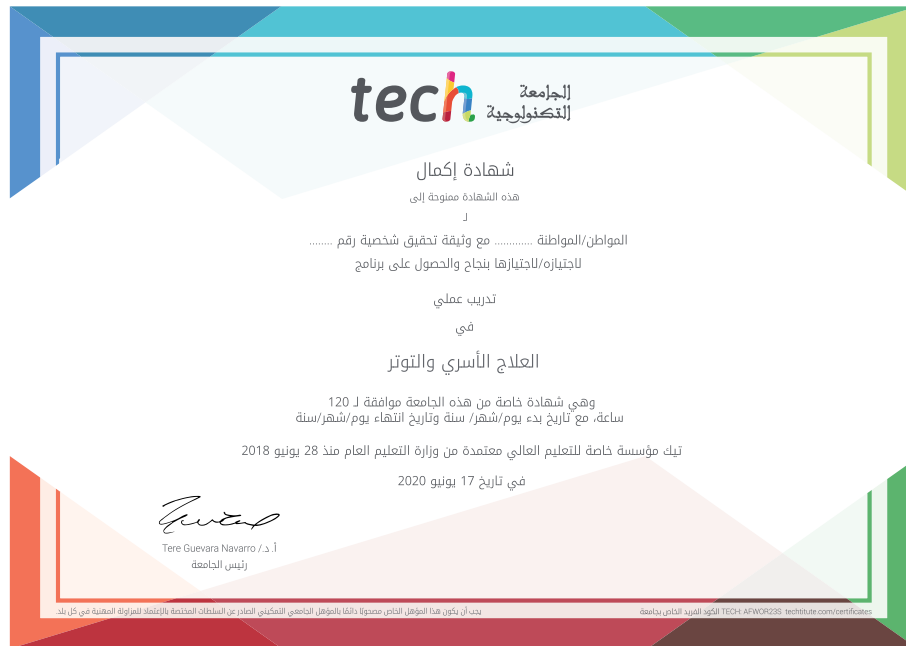 tech الجامعة
التكنولوجية
شهادة إكمال
هذه الشهادة ممنوحة إلى
لـ
المواطن/المواطنة ............. مع وثيقة تحقيق شخصية رقم ........
لاجتيازه/لاجتيازها بنجاح والحصول على برنامج
تدريب عملي
في
العلاج الأسري والتوتر
وهي شهادة خاصة من هذه الجامعة موافقة لـ 120
ساعة، مع تاريخ بدء يوم/شهر/ سنة وتاريخ انتهاء يوم/شهر/سنة
تيك مؤسسة خاصة للتعليم العالي معتمدة من وزارة التعليم العام منذ 28 يونيو 2018
في تاريخ 17 يونيو 2020
أ.د./ Tere Guevara Navarro
رئيس الجامعة
يجب أن يكون هذا المؤهل الخاص مصحوبًا دائمًا بالمؤهل الجامعي التمكيني الصادر عن السلطات المختصة بالإعتماد للمزاولة المهنية في كل بلد.
الكود الفريد الخاص بجامعة TECH: AFWOR23S techtitute.com/certificates